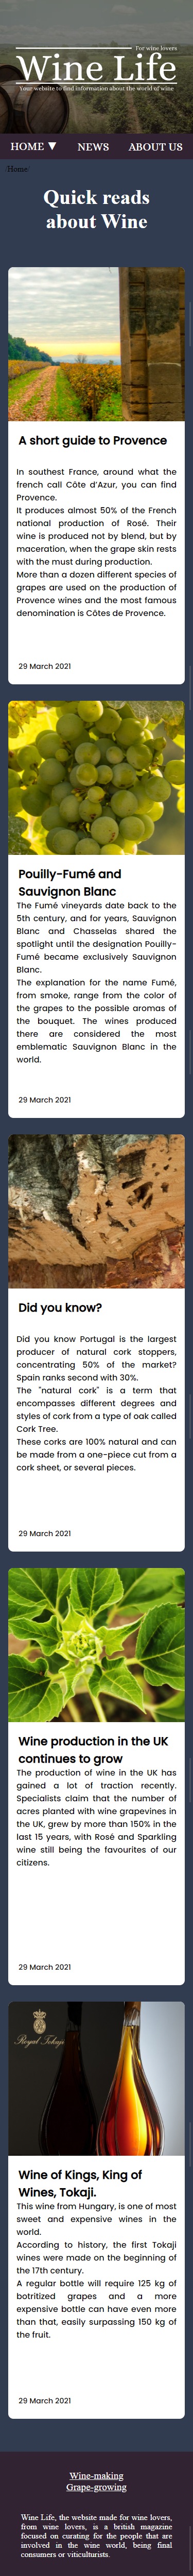 For wine lovers
Wine Life
Your website to find information about the world of wine
HOME ▼ NEWS ABOUT US
Home
Quick reads
about Wine
A short guide to Provence
In southest France, around what the
french call Côte d'Azur, you can find
Provence.
It produces almost 50% of the French
national production of Rosé. Their
wine is produced not by blend, but by
maceration, when the grape skin rests
with the must during production.
More than a dozen different species of
grapes are used on the production of
Provence wines and the most famous
denomination is Côtes de Provence.
29 March 2021
Pouilly-Fumé and
Sauvignon Blanc
The Fumé vineyards date back to the
5th century, and for years, Sauvignon
Blanc and Chasselas shared the
spotlight until the designation Pouilly-
Fumé became exclusively Sauvignon
Blanc.
The explanation for the name Fumé,
from smoke, range from the color of
the grapes to the possible aromas of
the bouquet. The wines produced
there are considered the most
emblematic Sauvignon Blanc in the
world.
29 March 2021
Did you know?
Did you know Portugal is the largest
producer of natural cork stoppers,
concentrating 50% of the market?
Spain ranks second with 30%.
The "natural cork" is a term that
encompasses different degrees and
styles of cork from a type of oak called
Cork Tree.
These corks are 100% natural and can
be made from a one-piece cut from a
cork sheet, or several pieces.
29 March 2021
Wine production in the UK
continues to grow
The production of wine in the UK has
gained a lot of traction recently.
Specialists claim that the number of
acres planted with wine grapevines in
the UK, grew by more than 150% in the
last 15 years, with Rosé and Sparkling
wine still being the favourites of our
citizens.
29 March 2021
Royal Tokaji
Wine of Kings, King of
Wines, Tokaji.
This wine from Hungary, is one of most
sweet and expensive wines in the
world.
According to history, the first Tokaji
wines were made on the beginning of
the 17th century.
A regular bottle will require 125 kg of
botritized grapes and a more
expensive bottle can have even more
than that, easily surpassing 150 kg of
the fruit.
29 March 2021
Wine-making
Grape-growing
Wine Life, the website made for wine lovers,
from wine lovers, is a british magazine
focused on curating for the people that are
involved in the wine world, being final
consumers or viticulturists.